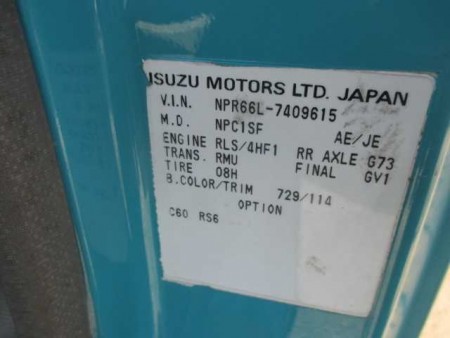 ISUZU MOTORS LTD. JAPAN
V.I.N. NPR66L-7409615
M.D. NPC1SF AE/JE
ENGINE RLS/4HF1 RR AXLE G73
TRANS. RMU FINAL GV1
TIRE 08H
B.COLOR/TRIM 729/114
OPTION
C60 RS6